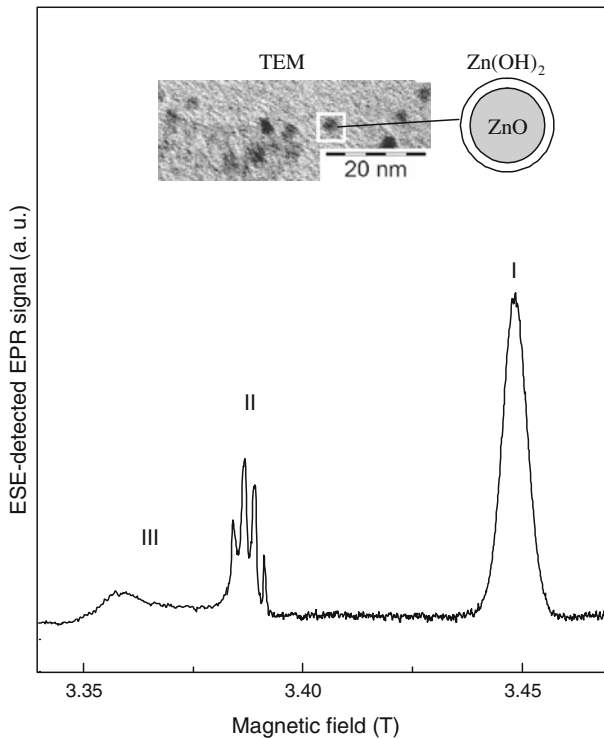 TEM
Zn(OH)2
ZnO
20 nm
I
II
III
ESE-detected EPR signal (a. u.)
3.35
3.40
3.45
Magnetic field (T)